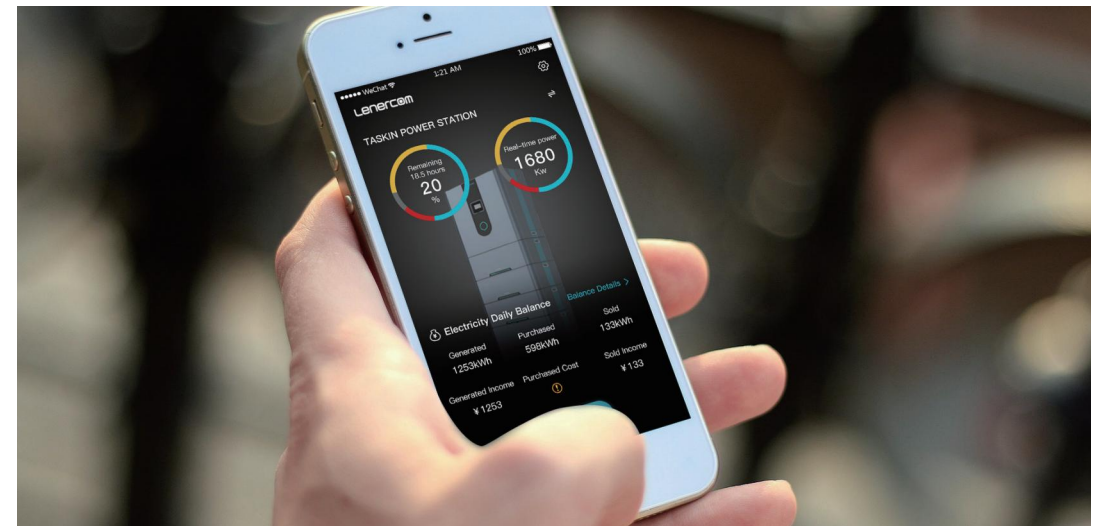 ●●●●● WeChat 1:21 AM 100%
Lenercom
TASKIN POWER STATION
Remaining
18.5 hours
20
%
Real-time power
1680
Kw
Electricity Daily Balance Balance Details >
Generated Purchased Sold
1253kWh 598kWh 133kWh
Generated Income Purchased Cost Sold Income
¥1253 ¥133